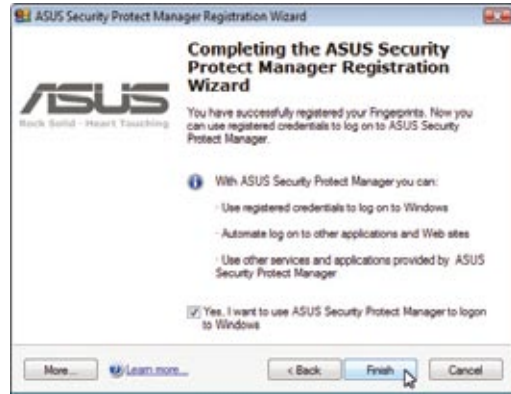 ASUS Security Protect Manager Registration Wizard
Completing the ASUS Security
Protect Manager Registration
Wizard
ASUS
Rock Solid · Heart Touching
You have successfully registered your Fingerprints. Now you
can use registered credentials to log on to ASUS Security
Protect Manager.
With ASUS Security Protect Manager you can:
· Use registered credentials to log on to Windows
· Automate log on to other applications and Web sites
· Use other services and applications provided by ASUS
Security Protect Manager
Yes, I want to use ASUS Security Protect Manager to logon
to Windows
More... Learn more... < Back Finish Cancel